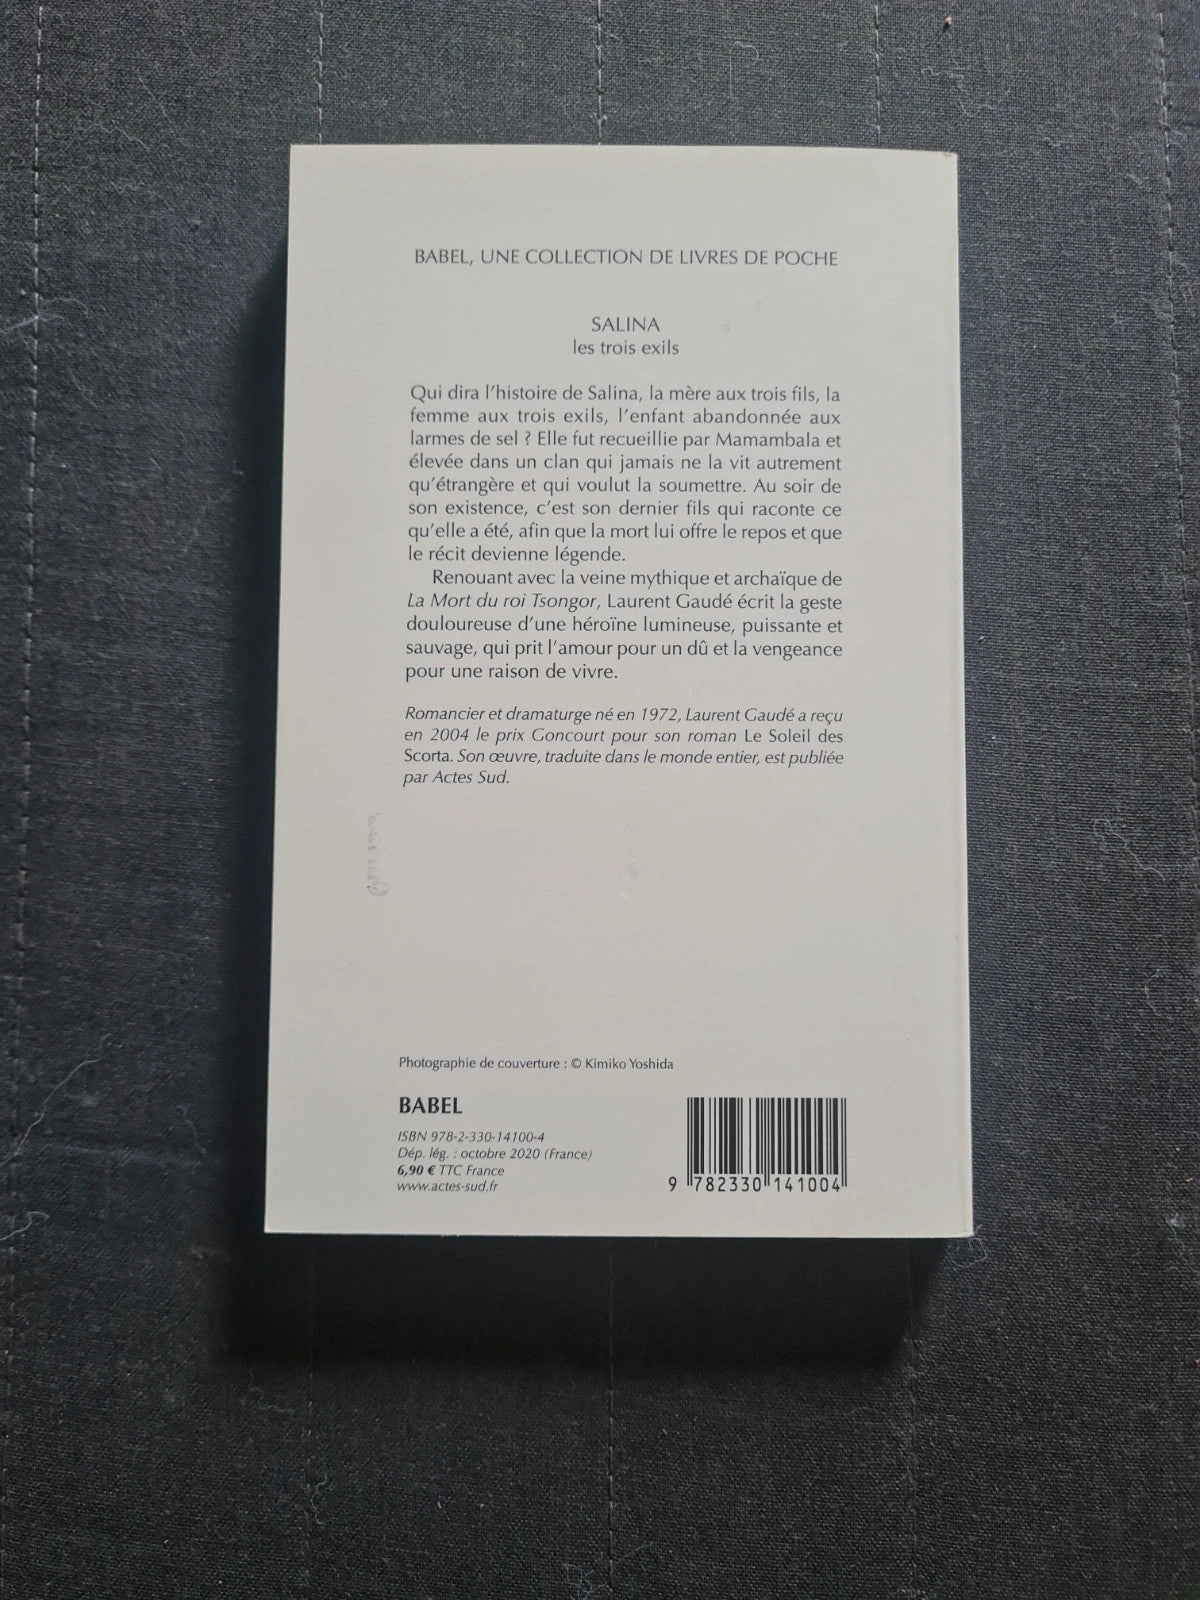 BABEL, UNE COLLECTION DE LIVRES DE POCHE
SALINA
les trois exils
Qui dira l'histoire de Salina, la mère aux trois fils, la
femme aux trois exils, l'enfant abandonnée aux
larmes de sel ? Elle fut recueillie par Mamambala et
élevée dans un clan qui jamais ne la vit autrement
qu'étrangère et qui voulut la soumettre. Au soir de
son existence, c'est son dernier fils qui raconte ce
qu'elle a été, afin que la mort lui offre le repos et que
le récit devienne légende.
Renouant avec la veine mythique et archaïque de
La Mort du roi Tsongor, Laurent Gaudé écrit la geste
douloureuse d'une héroïne lumineuse, puissante et
sauvage, qui prit l'amour pour un dû et la vengeance
pour une raison de vivre.
Romancier et dramaturge né en 1972, Laurent Gaudé a reçu
en 2004 le prix Goncourt pour son roman Le Soleil des
Scorta. Son œuvre, traduite dans le monde entier, est publiée
par Actes Sud.
Photographie de couverture : © Kimiko Yoshida
BABEL
ISBN 978-2-330-14100-4
Dép. lég. : octobre 2020 (France)
6,90 € TTC France
www.actes-sud.fr
9 782330 141004